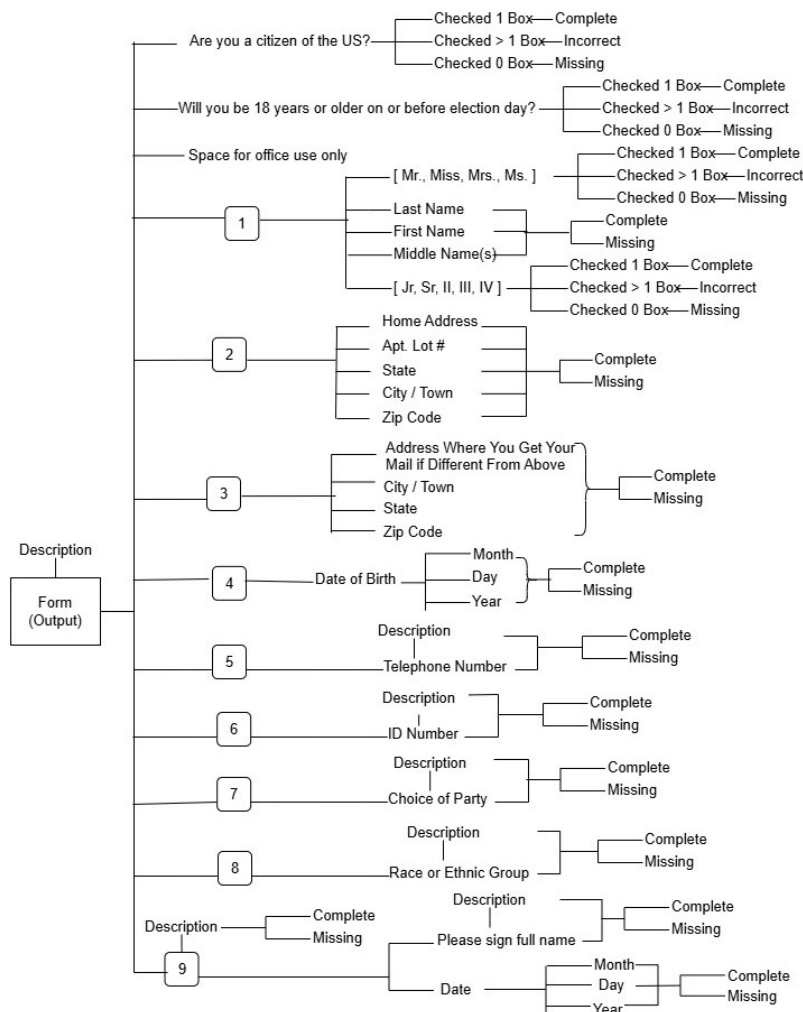 Are you a citizen of the US?
Checked 1 Box Complete
Checked > 1 Box Incorrect
Checked 0 Box Missing
Will you be 18 years or older on or before election day?
Checked 1 Box Complete
Checked > 1 Box Incorrect
Checked 0 Box Missing
Space for office use only
1
[ Mr., Miss, Mrs., Ms. ]
Checked 1 Box Complete
Checked > 1 Box Incorrect
Checked 0 Box Missing
Last Name
First Name
Middle Name(s)
Complete
Missing
[ Jr, Sr, II, III, IV ]
Checked 1 Box Complete
Checked > 1 Box Incorrect
Checked 0 Box Missing
2
Home Address
Apt. Lot #
State
City / Town
Zip Code
Complete
Missing
3
Address Where You Get Your
Mail if Different From Above
City / Town
State
Zip Code
Complete
Missing
Description
Form
(Output)
4
Date of Birth
Month
Day
Year
Complete
Missing
5
Description
Telephone Number
Complete
Missing
6
Description
ID Number
Complete
Missing
7
Description
Choice of Party
Complete
Missing
8
Description
Race or Ethnic Group
Complete
Missing
Description
Complete
Missing
9
Description
Please sign full name
Complete
Missing
Date
Month
Day
Year
Complete
Missing